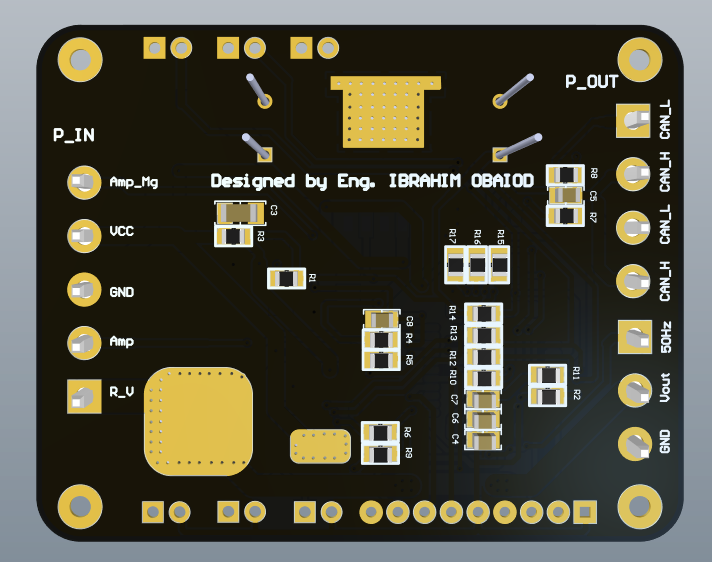 P_OUT
P_IN
CAN_L
CAN_H
Amp_Mg
Designed by Eng. IBRAHIM OBAIOD
R8
C5
R7
C3
R3
VCC
CAN_L
R17
R16
R15
R1
GND
CAN_H
R14
C8
R13
R4
R12
R5
R10
Amp
50Hz
R11
R2
R_V
Vout
C7
C6
C4
R6
R9
GND